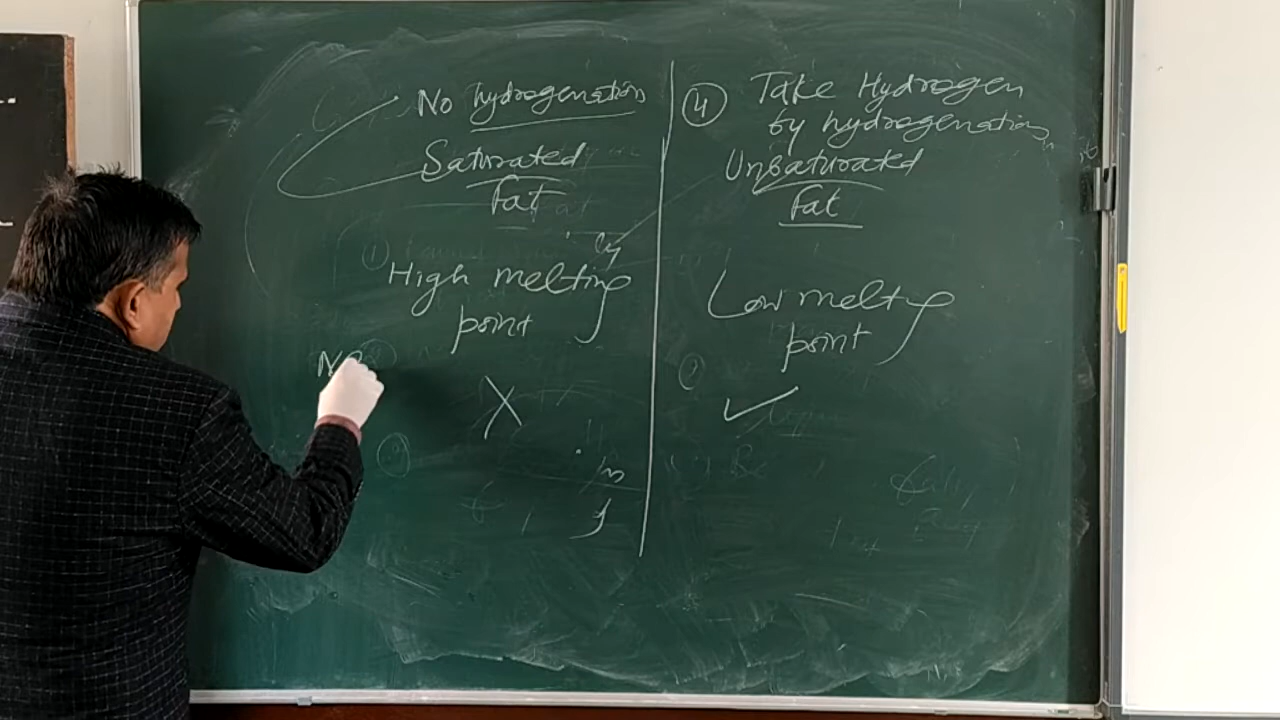 No hydrogenation
Saturated
Fat
High melting
point
X
④ Take Hydrogen
by hydrogenation
Unsaturated
Fat
Low melting
point
✓